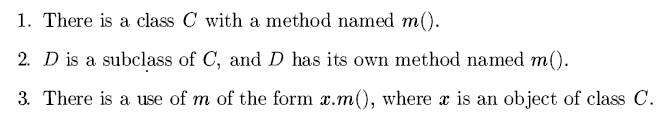 1. There is a class C with a method named m().
2. D is a subclass of C, and D has its own method named m().
3. There is a use of m of the form x.m(), where x is an object of class C.